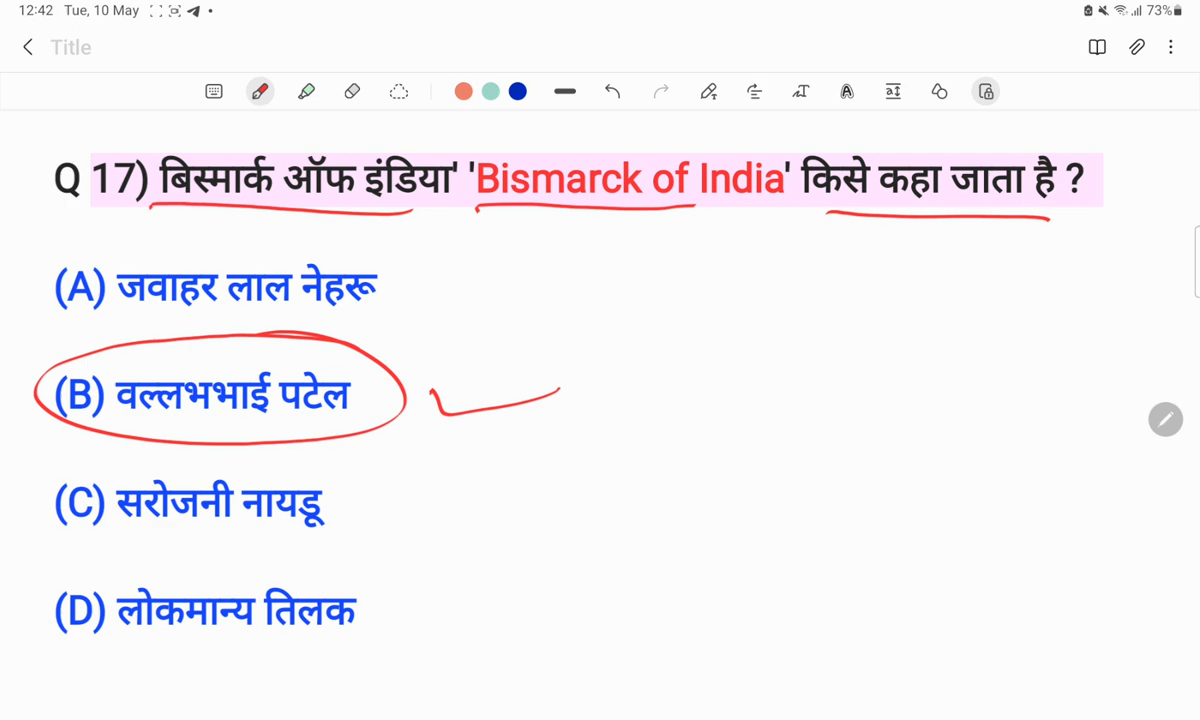 12:42 Tue, 10 May 73%
Title
Q 17) बिस्मार्क ऑफ इंडिया' 'Bismarck of India' किसे कहा जाता है ?
(A) जवाहर लाल नेहरू
(B) वल्लभभाई पटेल
(C) सरोजनी नायडू
(D) लोकमान्य तिलक